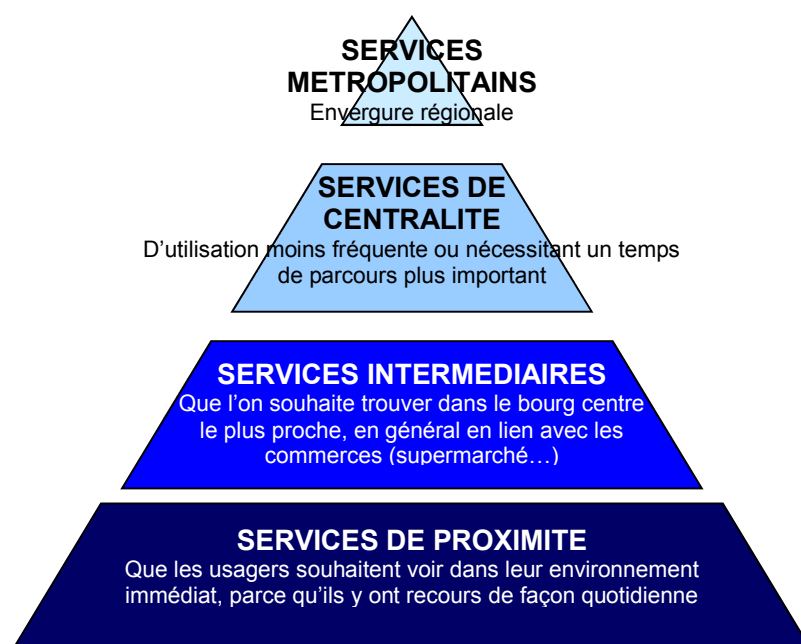 SERVICES
METROPOLITAINS
Envergure régionale
SERVICES DE
CENTRALITE
D’utilisation moins fréquente ou nécessitant un temps
de parcours plus important
SERVICES INTERMEDIAIRES
Que l’on souhaite trouver dans le bourg centre
le plus proche, en général en lien avec les
commerces (supermarché…)
SERVICES DE PROXIMITE
Que les usagers souhaitent voir dans leur environnement
immédiat, parce qu’ils y ont recours de façon quotidienne